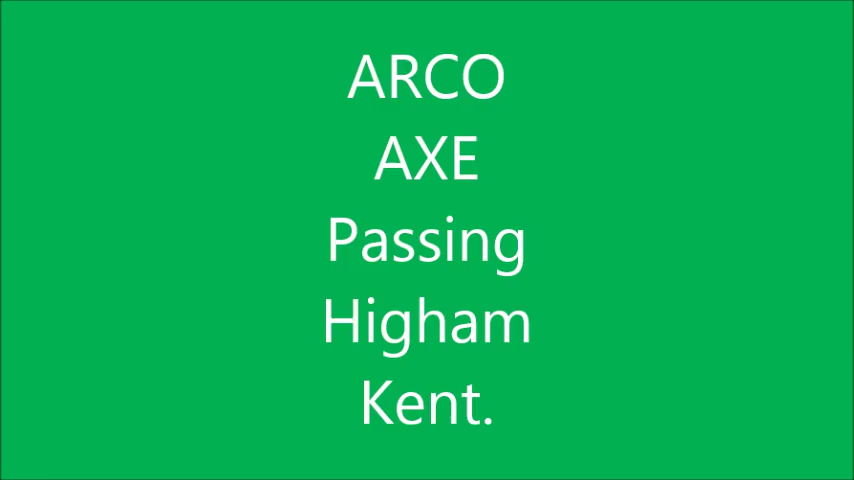 ARCO
AXE
Passing
Higham
Kent.